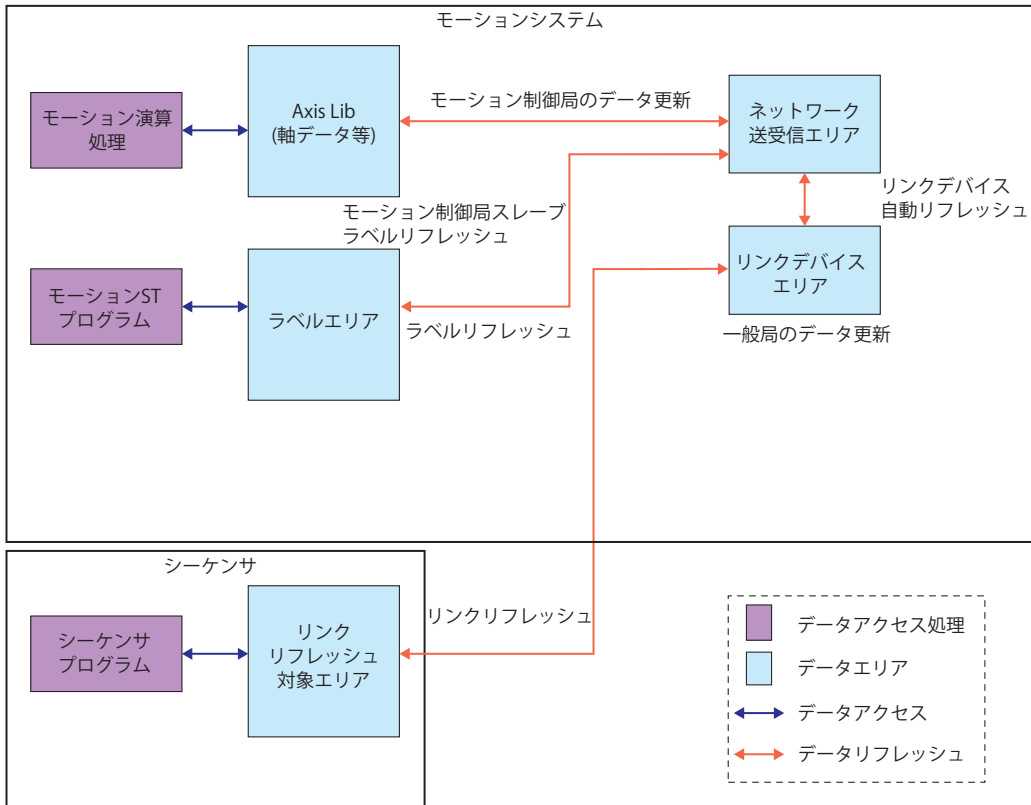 モーションシステム
モーション演算
処理
Axis Lib
(軸データ等)
モーション制御局のデータ更新
ネットワーク
送受信エリア
リンクデバイス
自動リフレッシュ
モーション制御局スレーブ
ラベルリフレッシュ
モーションST
プログラム
ラベルエリア
ラベルリフレッシュ
リンクデバイス
エリア
一般局のデータ更新
シーケンサ
シーケンサ
プログラム
リンク
リフレッシュ
対象エリア
リンクリフレッシュ
データアクセス処理
データエリア
データアクセス
データリフレッシュ